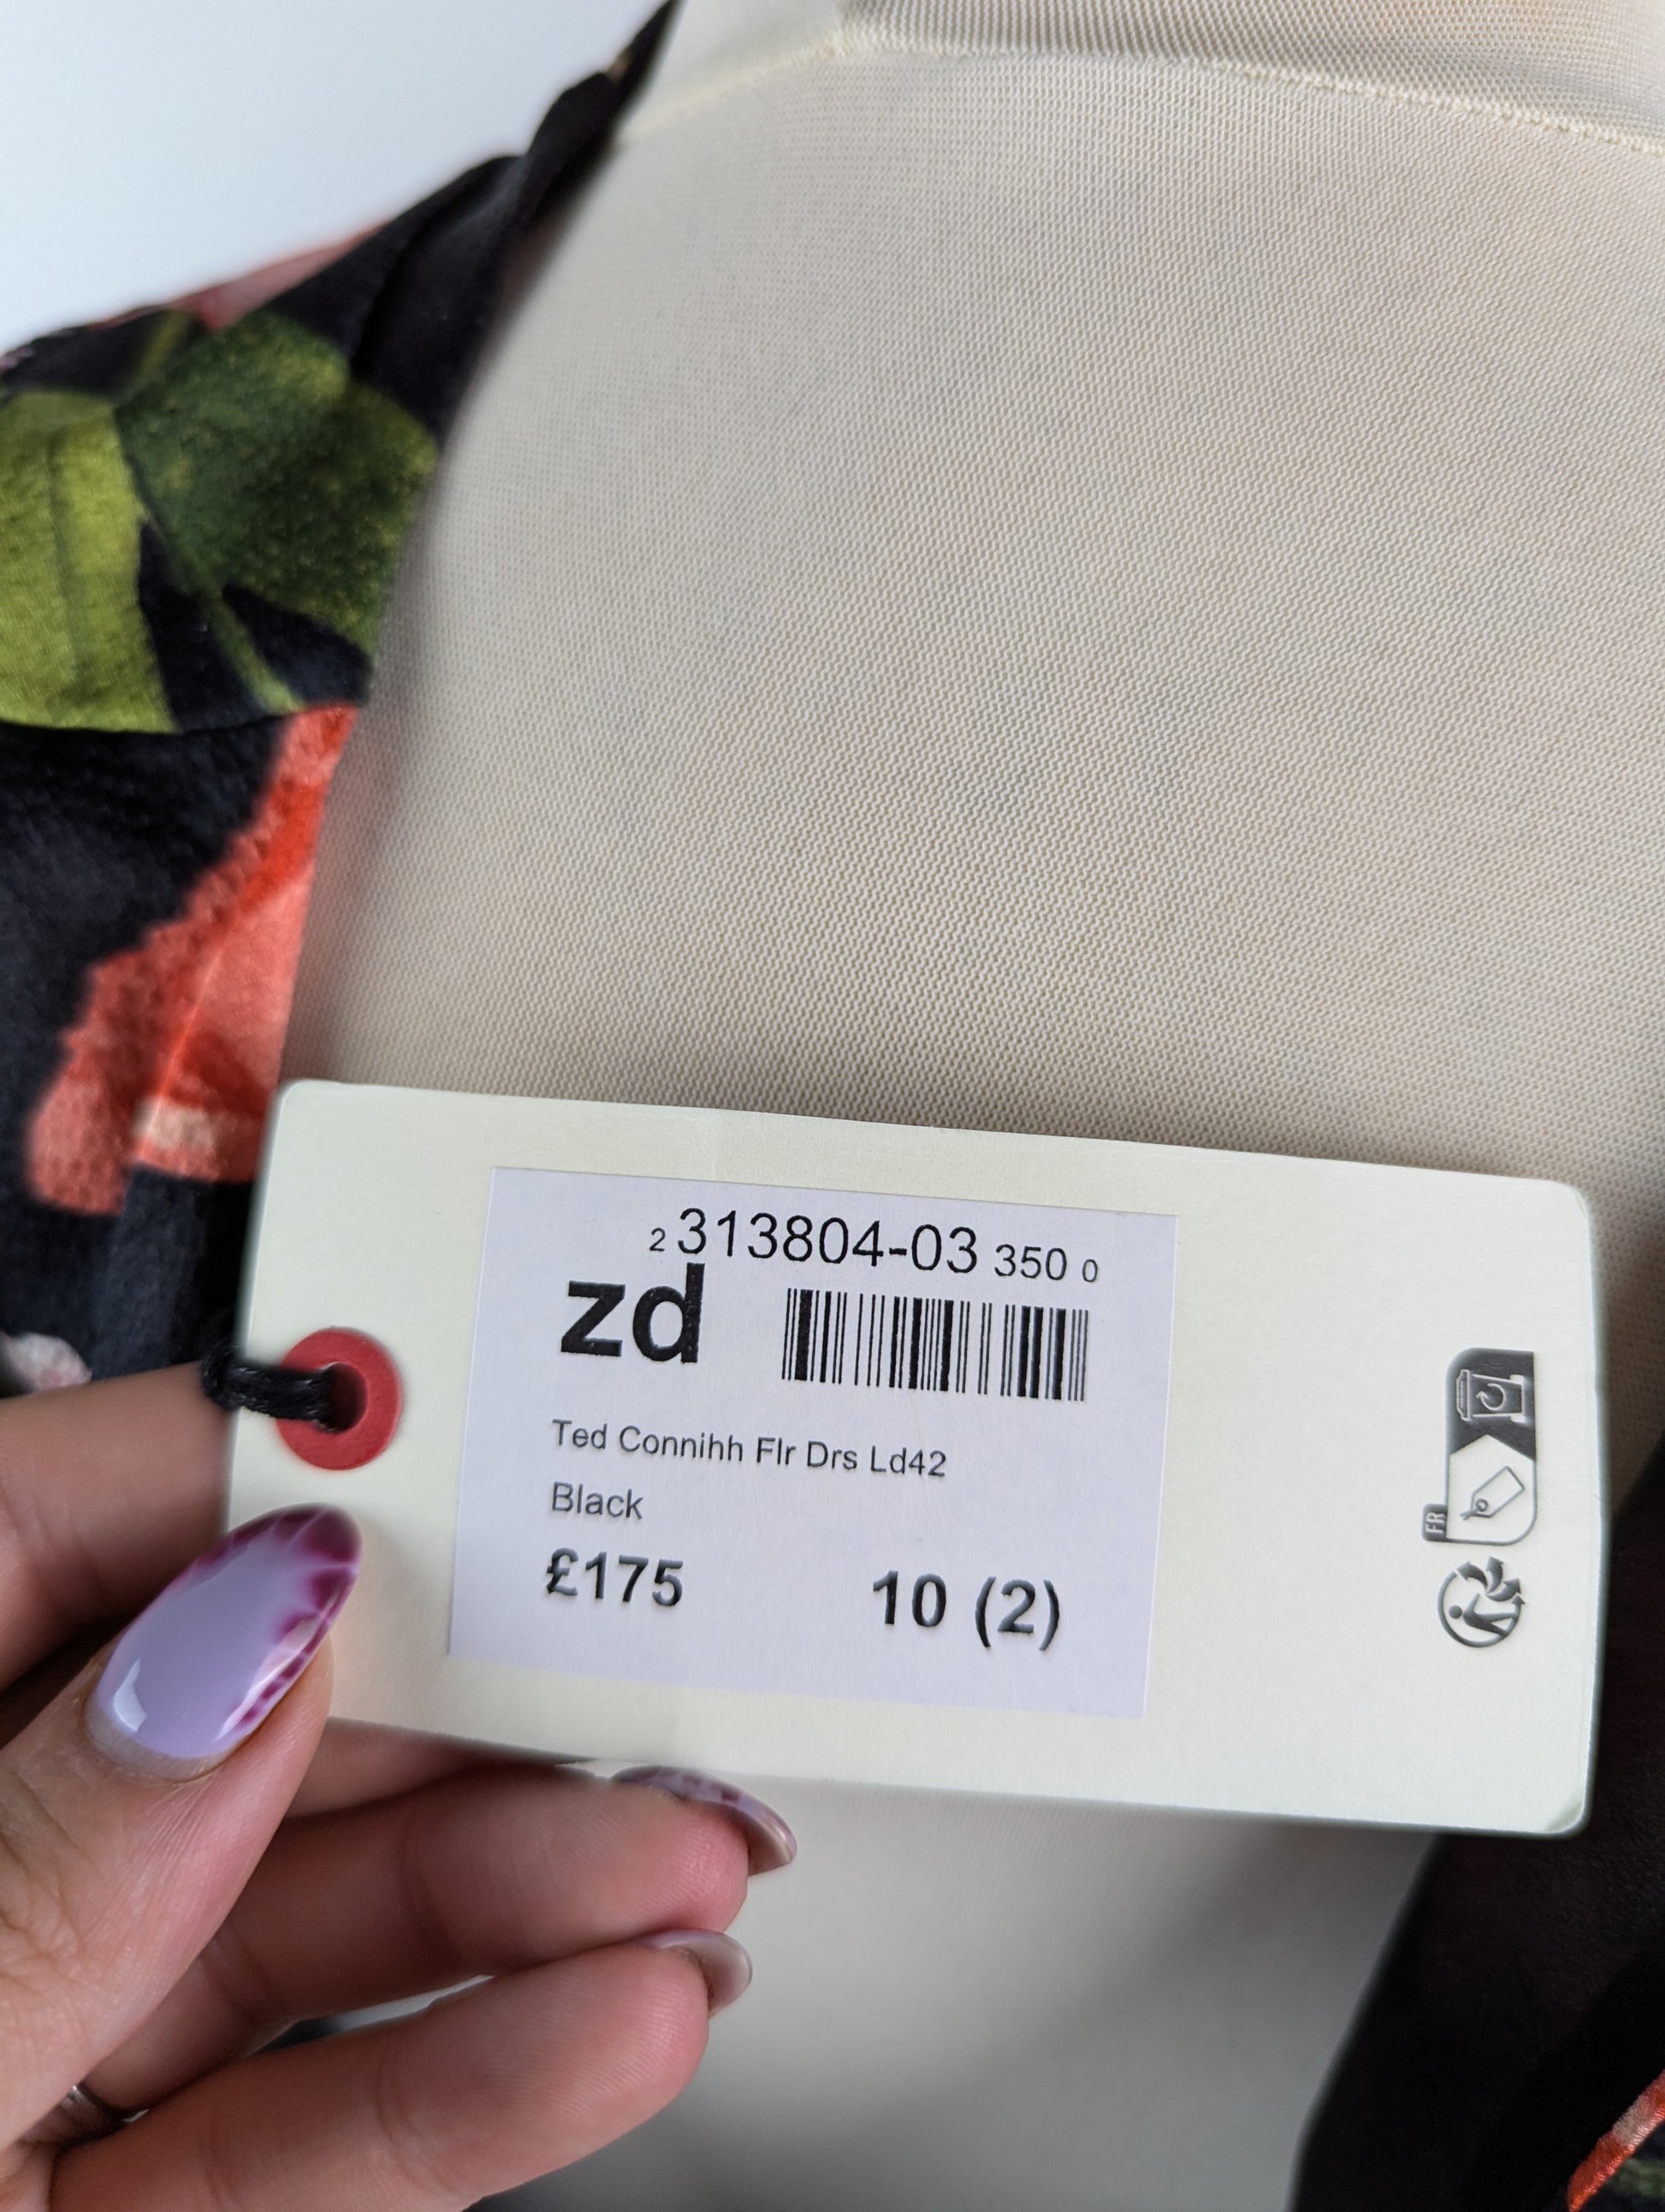 2 313804-03 350 0
zd
Ted Connihh Flr Drs Ld42
Black
£175 10 (2)
FR